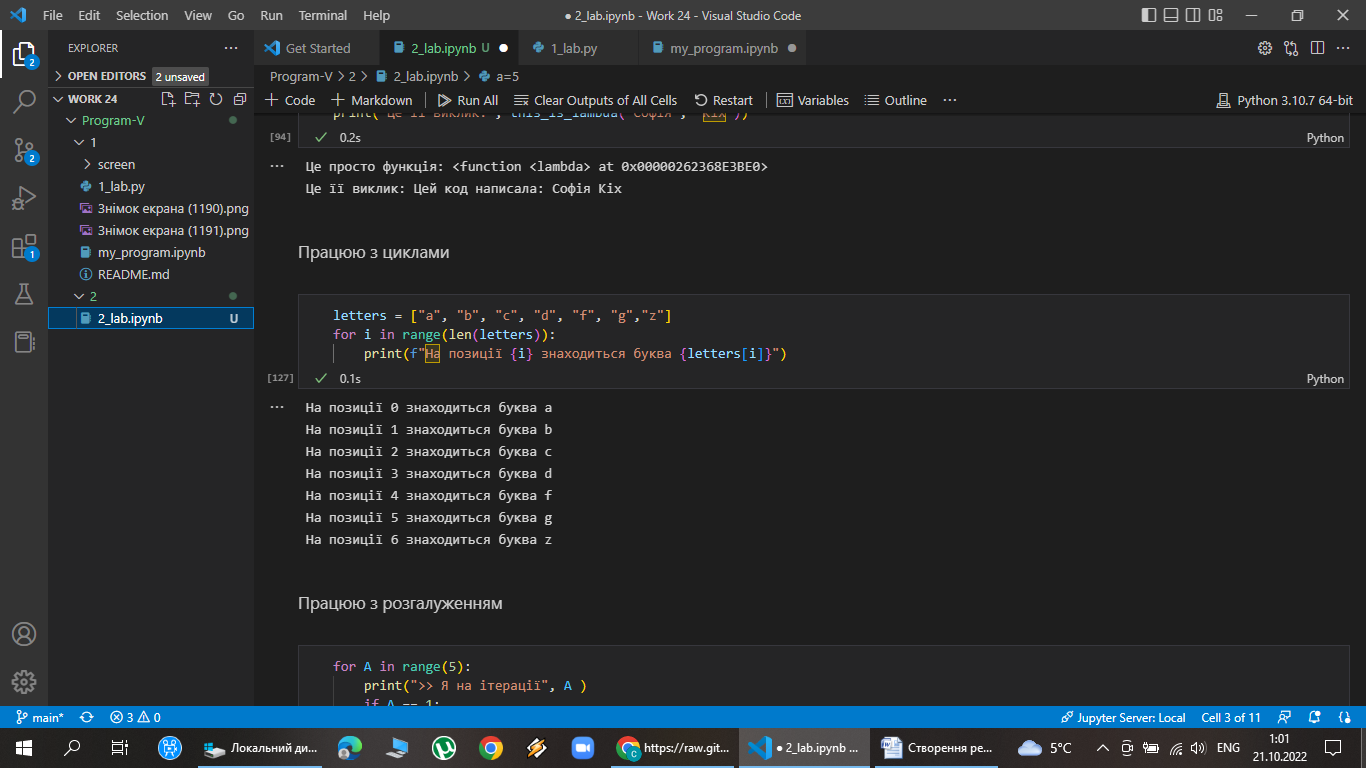 File Edit Selection View Go Run Terminal Help ● 2_lab.ipynb - Work 24 - Visual Studio Code
EXPLORER ··· Get Started 2_lab.ipynb U ● 1_lab.py my_program.ipynb ●
OPEN EDITORS 2 unsaved
Program-V > 2 > 2_lab.ipynb > a=5
WORK 24
+ Code + Markdown Run All Clear Outputs of All Cells Restart Variables Outline ··· Python 3.10.7 64-bit
Program-V
1
screen
1_lab.py
Знімок екрана (1190).png
Знімок екрана (1191).png
my_program.ipynb
README.md
2
2_lab.ipynb U
print("Це її виклик:", this_is_lambda("Софія", "Кіх"))
[94] ✓ 0.2s Python
Це просто функція: <function <lambda> at 0x00000262368E3BE0>
Це її виклик: Цей код написала: Софія Кіх
Працюю з циклами
letters = ["a", "b", "c", "d", "f", "g","z"]
for i in range(len(letters)):
print(f"На позиції {i} знаходиться буква {letters[i]}")
[127] ✓ 0.1s Python
На позиції 0 знаходиться буква a
На позиції 1 знаходиться буква b
На позиції 2 знаходиться буква c
На позиції 3 знаходиться буква d
На позиції 4 знаходиться буква f
На позиції 5 знаходиться буква g
На позиції 6 знаходиться буква z
Працюю з розгалуженням
for A in range(5):
print(">> Я на ітерації", A )
if A == 1:
main* 3 0 Jupyter Server: Local Cell 3 of 11
Локальний ди... https://raw.git... ● 2_lab.ipynb ... Створення ре... 5°C ENG 1:01
21.10.2022